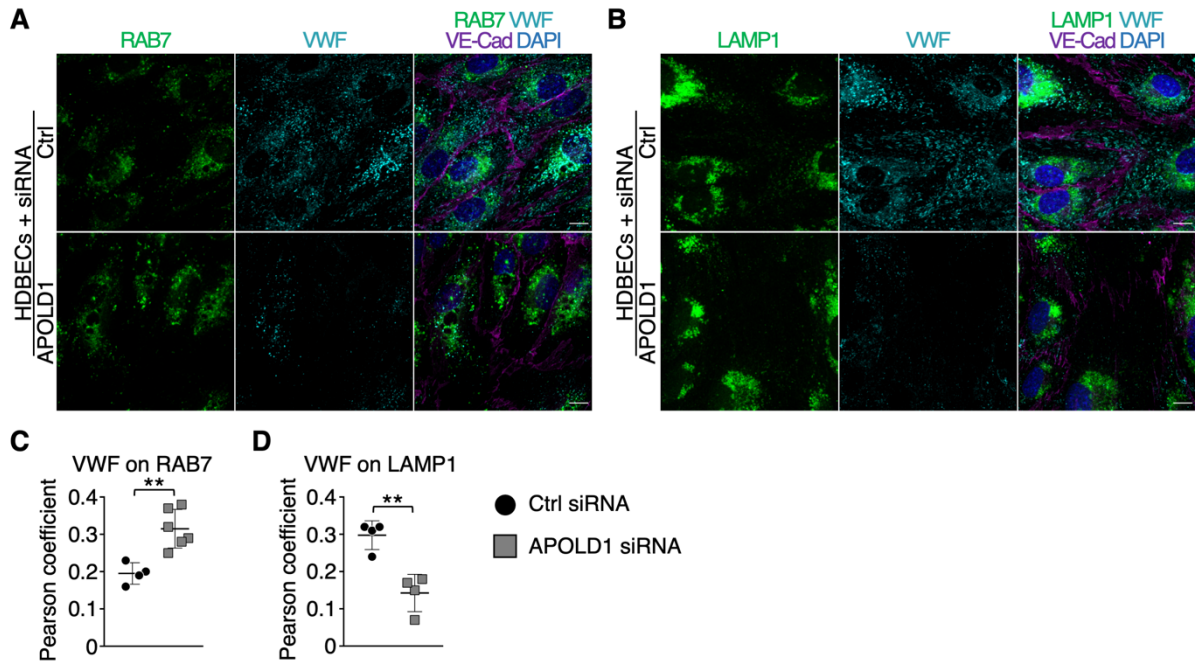 A
RAB7
VWF
RAB7 VWF
VE-Cad DAPI
HDBECs + siRNA
Ctrl
APOLD1
B
LAMP1
VWF
LAMP1 VWF
VE-Cad DAPI
HDBECs + siRNA
Ctrl
APOLD1
C
VWF on RAB7
**
Pearson coefficient
0.4
0.3
0.2
0.1
0
D
VWF on LAMP1
**
Pearson coefficient
0.4
0.3
0.2
0.1
0
Ctrl siRNA
APOLD1 siRNA